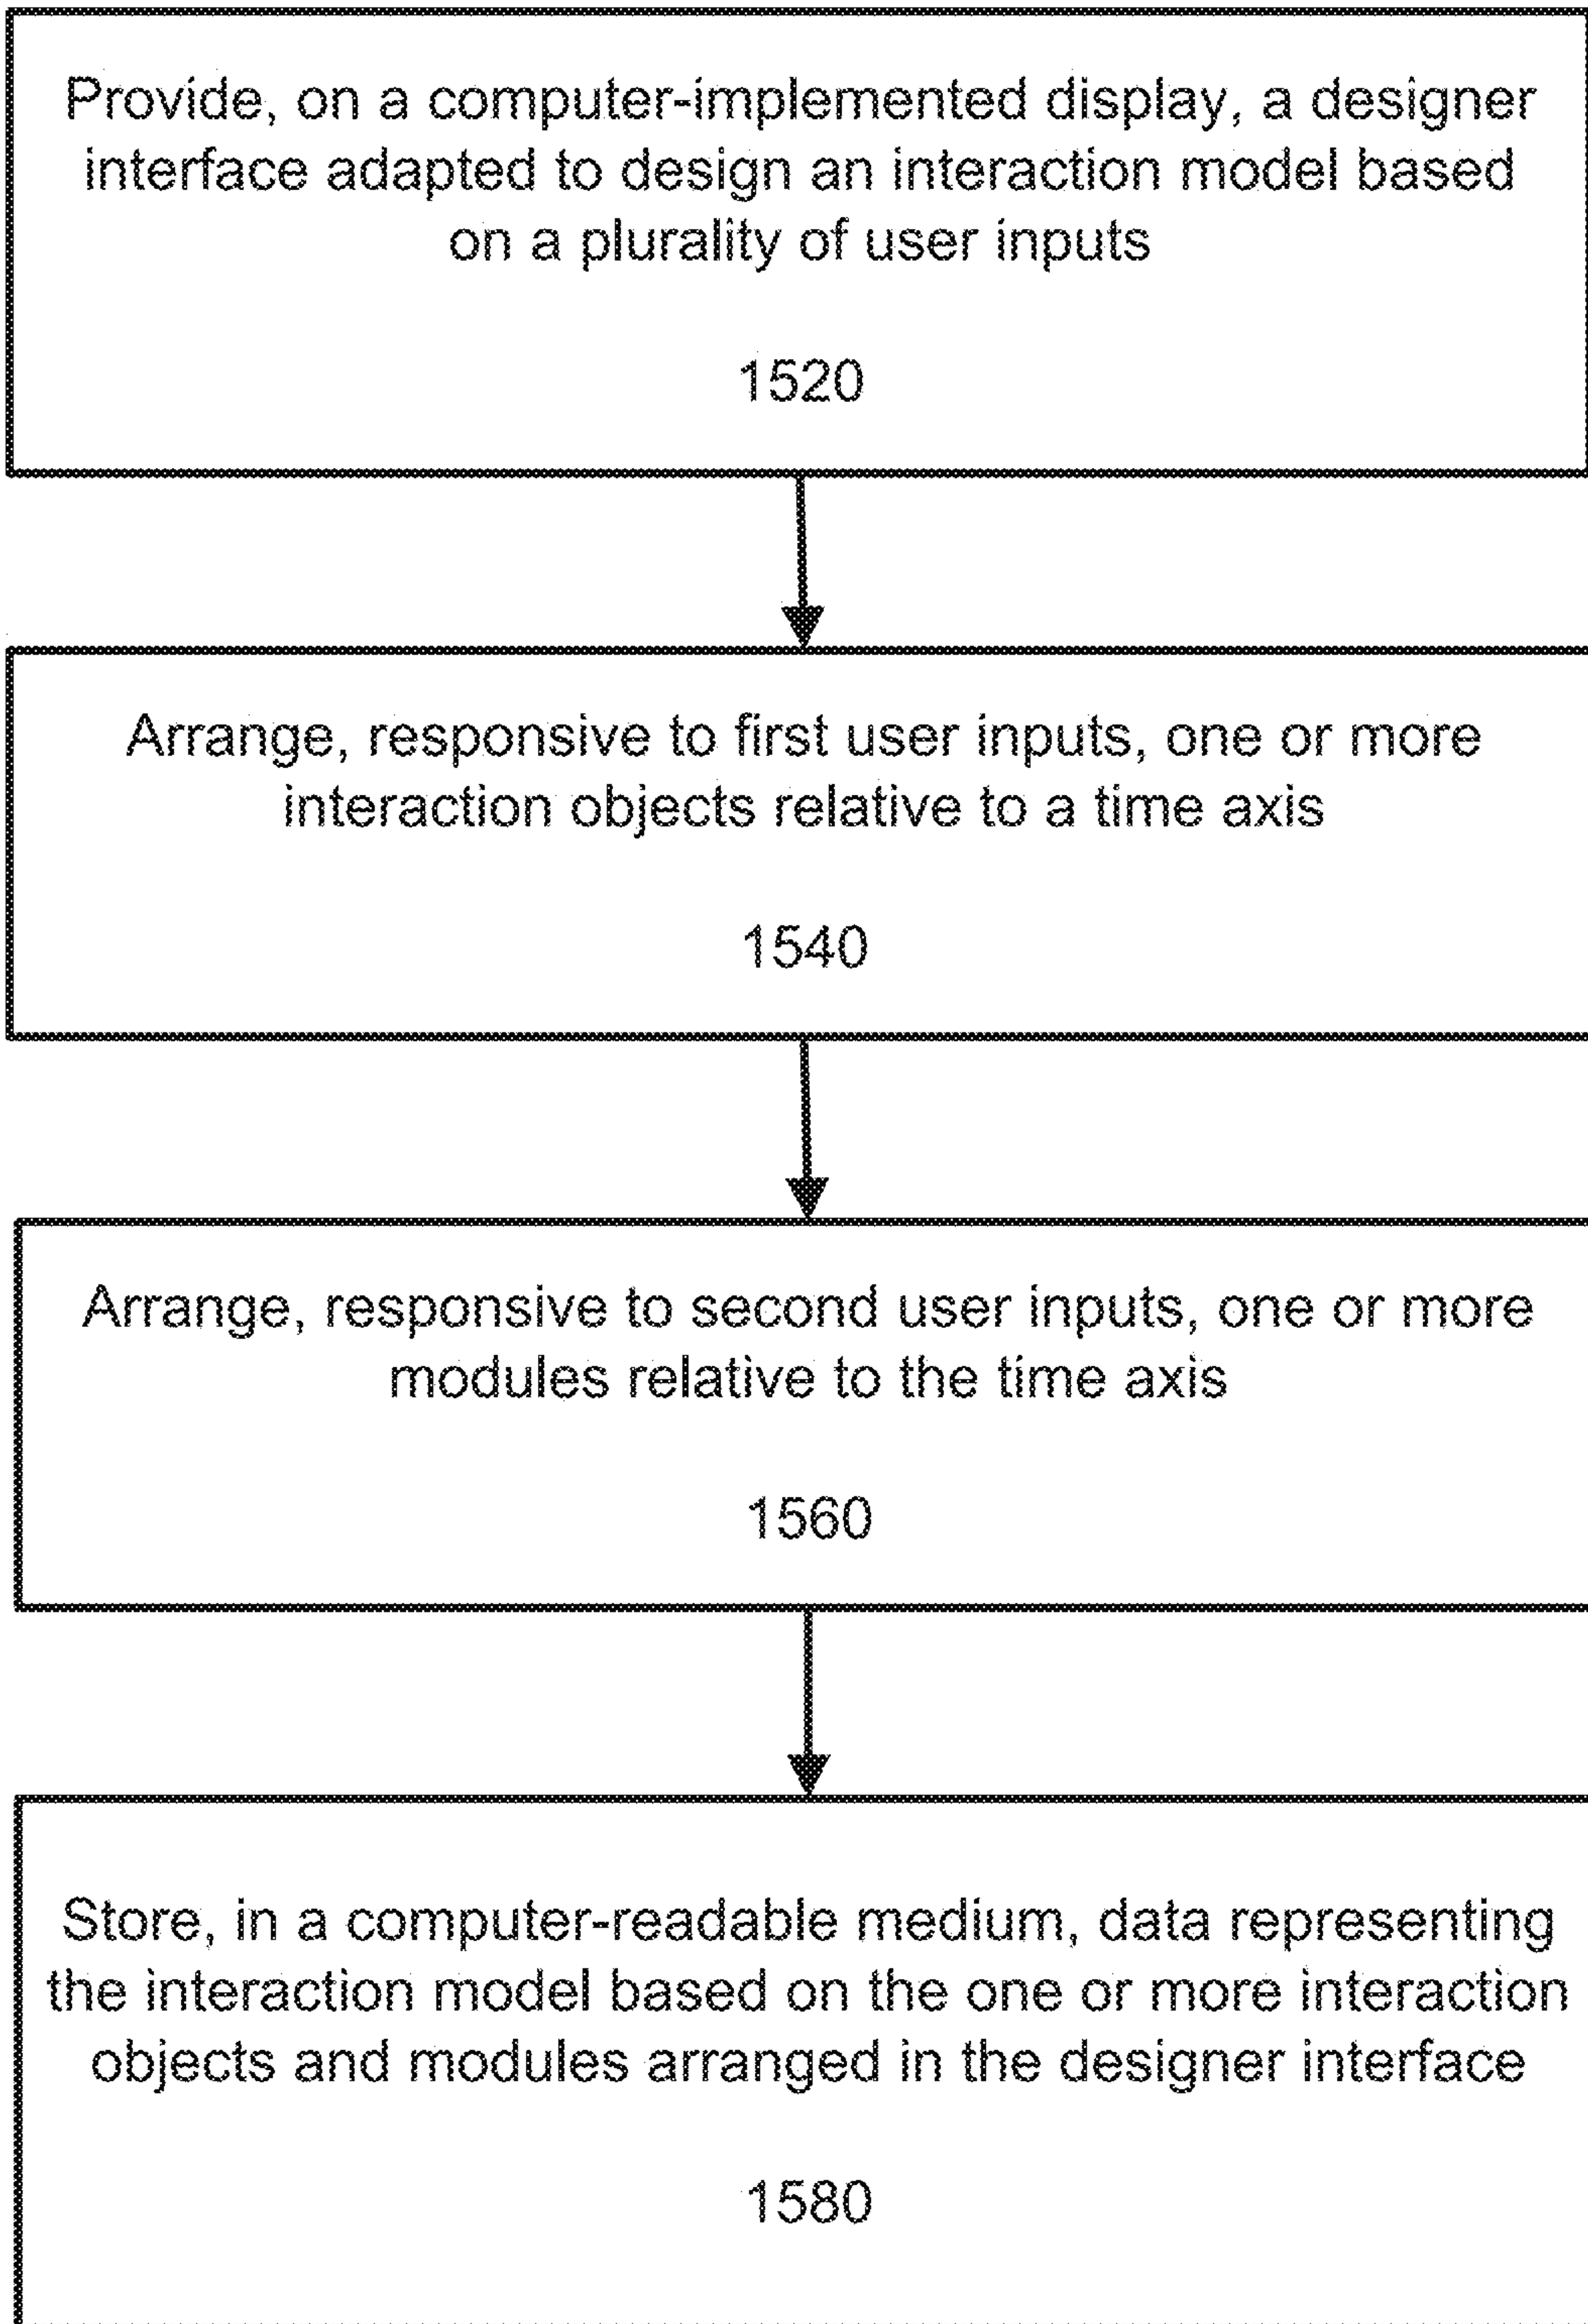 Provide, on a computer-implemented display, a designer
interface adapted to design an interaction model based
on a plurality of user inputs
1520
Arrange, responsive to first user inputs, one or more
interaction objects relative to a time axis
1540
Arrange, responsive to second user inputs, one or more
modules relative to the time axis
1560
Store, in a computer-readable medium, data representing
the interaction model based on the one or more interaction
objects and modules arranged in the designer interface
1580